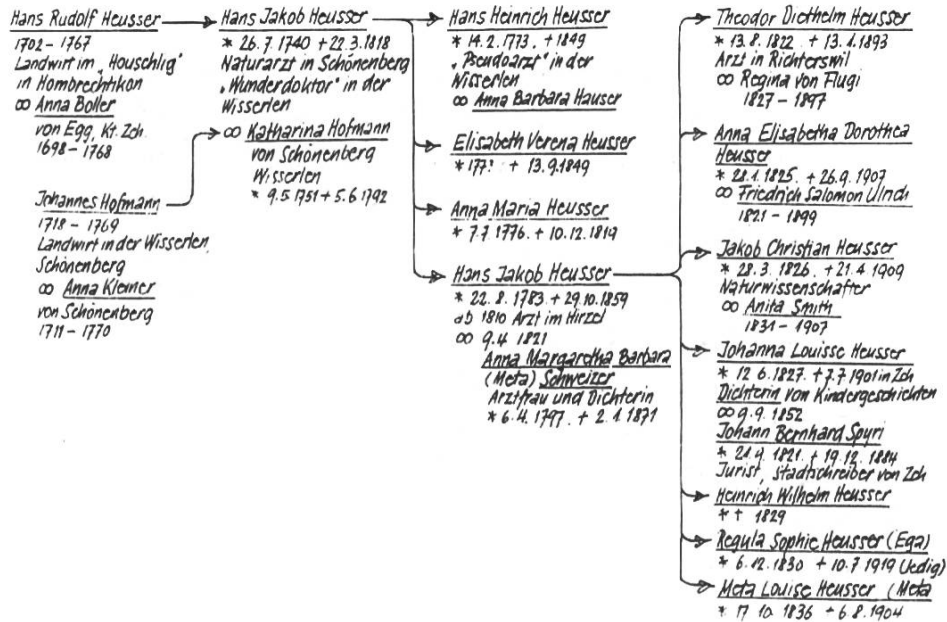 Hans Rudolf Heusser
1702 – 1767
Landwirt im „Houschlig"
in Hombrechtikon
∞ Anna Boller
von Egg, Kt. Zch.
1698 – 1768
Johannes Hofmann
1718 – 1769
Landwirt in der Wisserlen
Schönenberg
∞ Anna Kleiner
von Schönenberg
1711 – 1770
Hans Jakob Heusser
* 26.7.1740 + 22.3.1818
Naturarzt in Schönenberg
„Wunderdoktor" in der
Wisserlen
∞ Katharina Hofmann
von Schönenberg
Wisserlen
* 9.5.1751 + 5.6.1792
Hans Heinrich Heusser
* 14.2.1773. + 1849
„Pseudoarzt" in der
Wisserlen
∞ Anna Barbara Hauser
Elisabeth Verena Heusser
* 177? + 13.9.1849
Anna Maria Heusser
* 7.7.1776. + 10.12.1819
Hans Jakob Heusser
* 22.8.1783 + 29.10.1859
ab 1810 Arzt im Hirzel
∞ 9.4.1821
Anna Margaretha Barbara
(Meta) Schweizer
Arztfrau und Dichterin
* 6.4.1797. + 2.1.1871
Theodor Diethelm Heusser
* 13.8.1822. + 13.1.1893
Arzt in Richterswil
∞ Regina von Flugi
1827 – 1897
Anna Elisabetha Dorothea
Heusser
* 28.1.1825. + 26.9.1907
∞ Friedrich Salomon Ulrich
1821 – 1899
Jakob Christian Heusser
* 28.3.1826. + 21.4.1909
Naturwissenschafter
∞ Anita Smith
1831 – 1907
Johanna Louisse Heusser
* 12.6.1827. + 7.7.1901 in Zch
Dichterin von Kindergeschichten
∞ 9.9.1852
Johann Bernhard Spyri
* 21.9.1821. + 19.12.1884
Jurist, Stadtschreiber von Zch
Heinrich Wilhelm Heusser
* + 1829
Regula Sophie Heusser (Ega)
* 6.12.1830 + 10.7.1919 (ledig)
Meta Louise Heusser (Meta
* 17.10.1836 + 6.8.1904